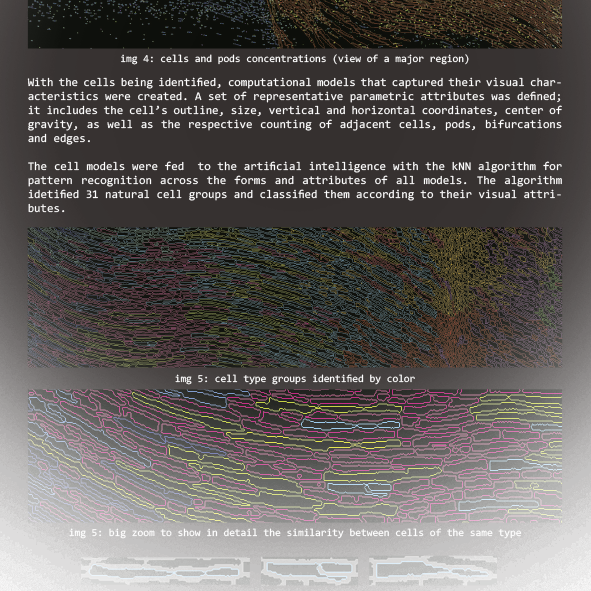 img 4: cells and pods concentrations (view of a major region)
With the cells being identified, computational models that captured their visual char-
acteristics were created. A set of representative parametric attributes was defined;
it includes the cell's outline, size, vertical and horizontal coordinates, center of
gravity, as well as the respective counting of adjacent cells, pods, bifurcations
and edges.
The cell models were fed  to the artificial intelligence with the kNN algorithm for
pattern recognition across the forms and attributes of all models. The algorithm
idetified 31 natural cell groups and classified them according to their visual attri-
butes.
img 5: cell type groups identified by color
img 5: big zoom to show in detail the similarity between cells of the same type